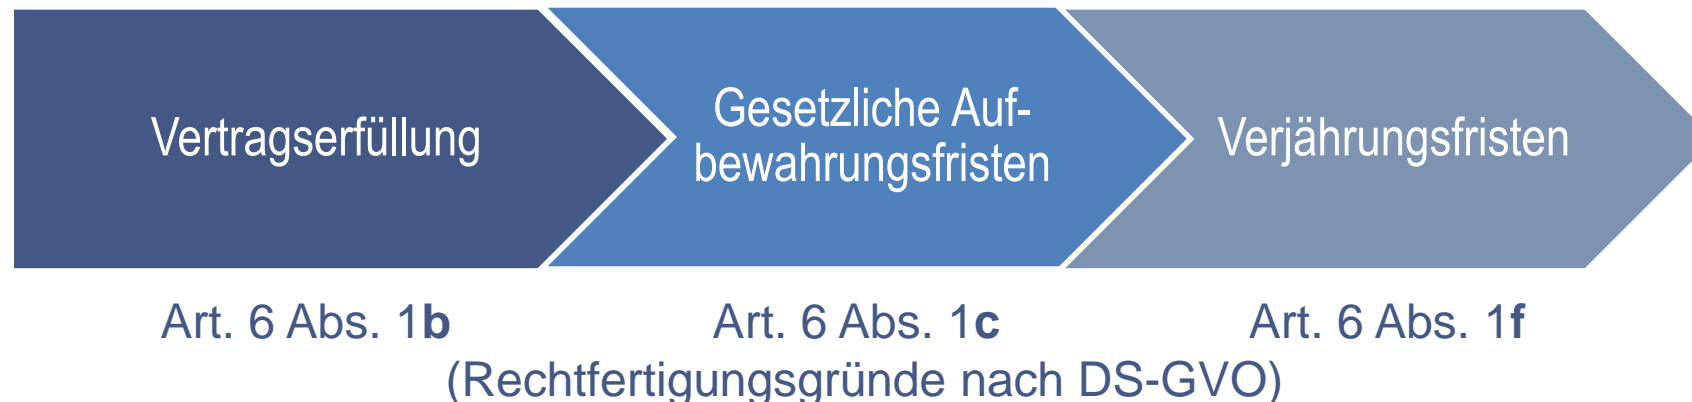 Vertragserfüllung
Gesetzliche Auf-
bewahrungsfristen
Verjährungsfristen
Art. 6 Abs. 1b
Art. 6 Abs. 1c
Art. 6 Abs. 1f
(Rechtfertigungsgründe nach DS-GVO)